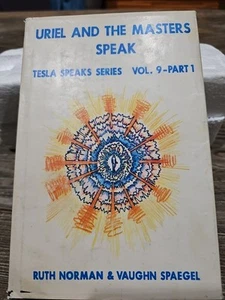 URIEL AND THE MASTERS
SPEAK
TESLA SPEAKS SERIES VOL. 9-PART 1
RUTH NORMAN & VAUGHN SPAEGEL